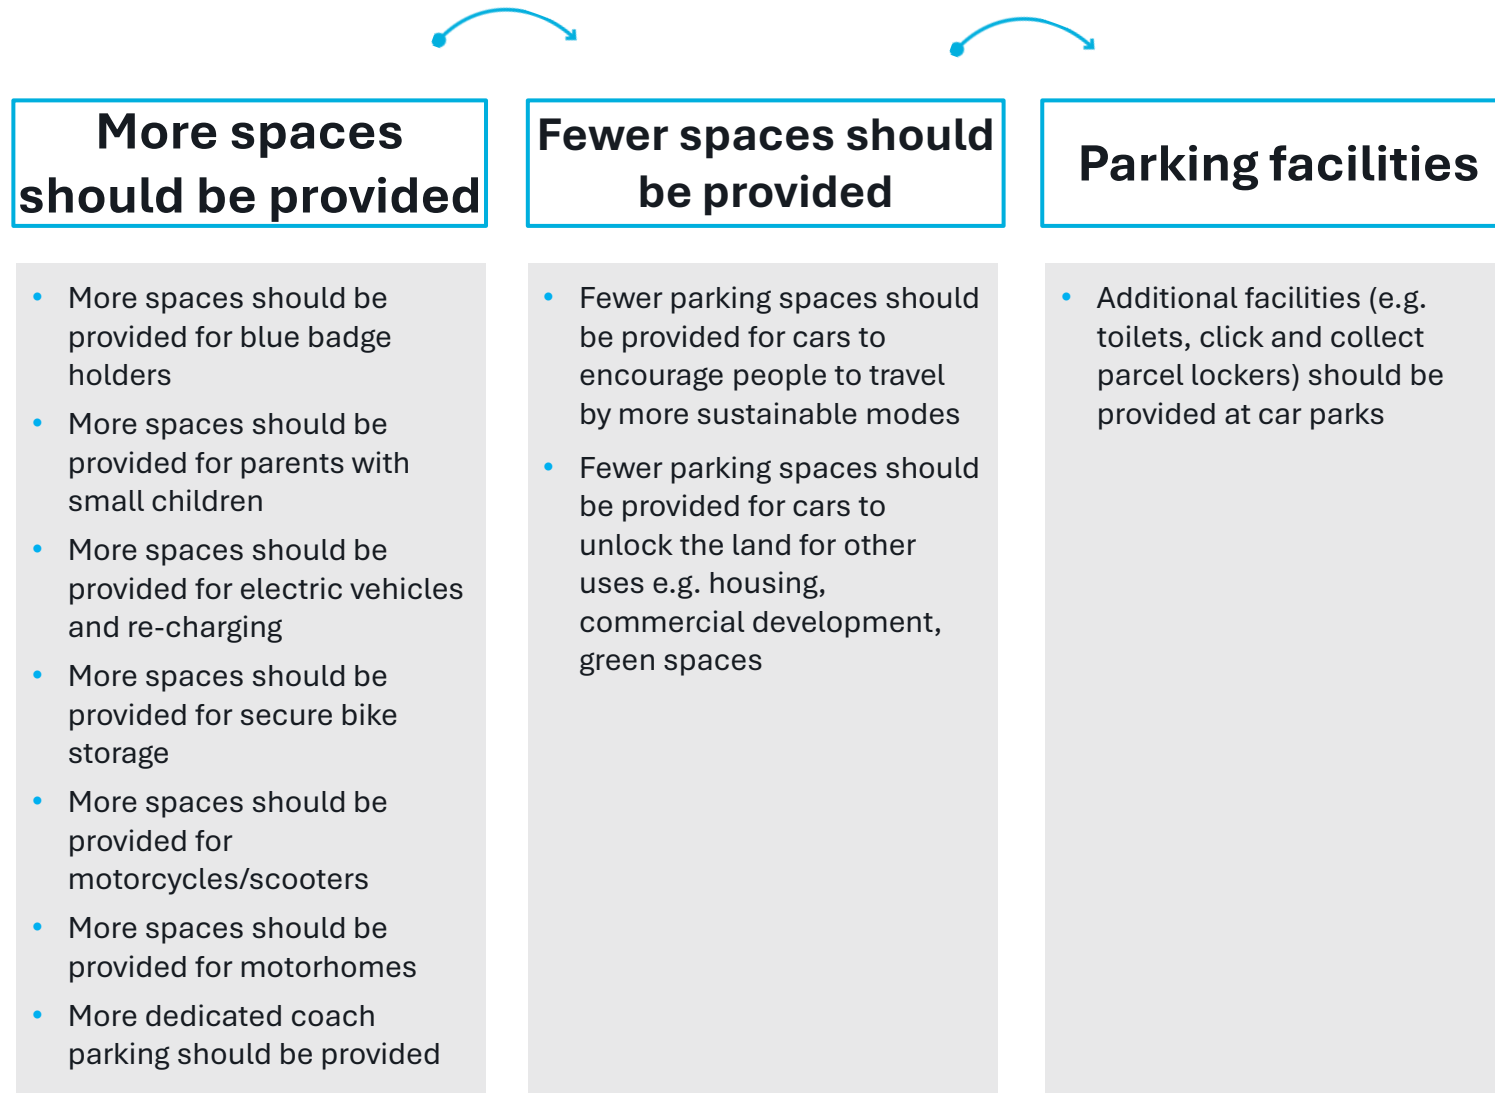 More spaces
should be provided
Fewer spaces should
be provided
Parking facilities
• More spaces should be
provided for blue badge
holders
• More spaces should be
provided for parents with
small children
• More spaces should be
provided for electric vehicles
and re-charging
• More spaces should be
provided for secure bike
storage
• More spaces should be
provided for
motorcycles/scooters
• More spaces should be
provided for motorhomes
• More dedicated coach
parking should be provided
• Fewer parking spaces should
be provided for cars to
encourage people to travel
by more sustainable modes
• Fewer parking spaces should
be provided for cars to
unlock the land for other
uses e.g. housing,
commercial development,
green spaces
• Additional facilities (e.g.
toilets, click and collect
parcel lockers) should be
provided at car parks